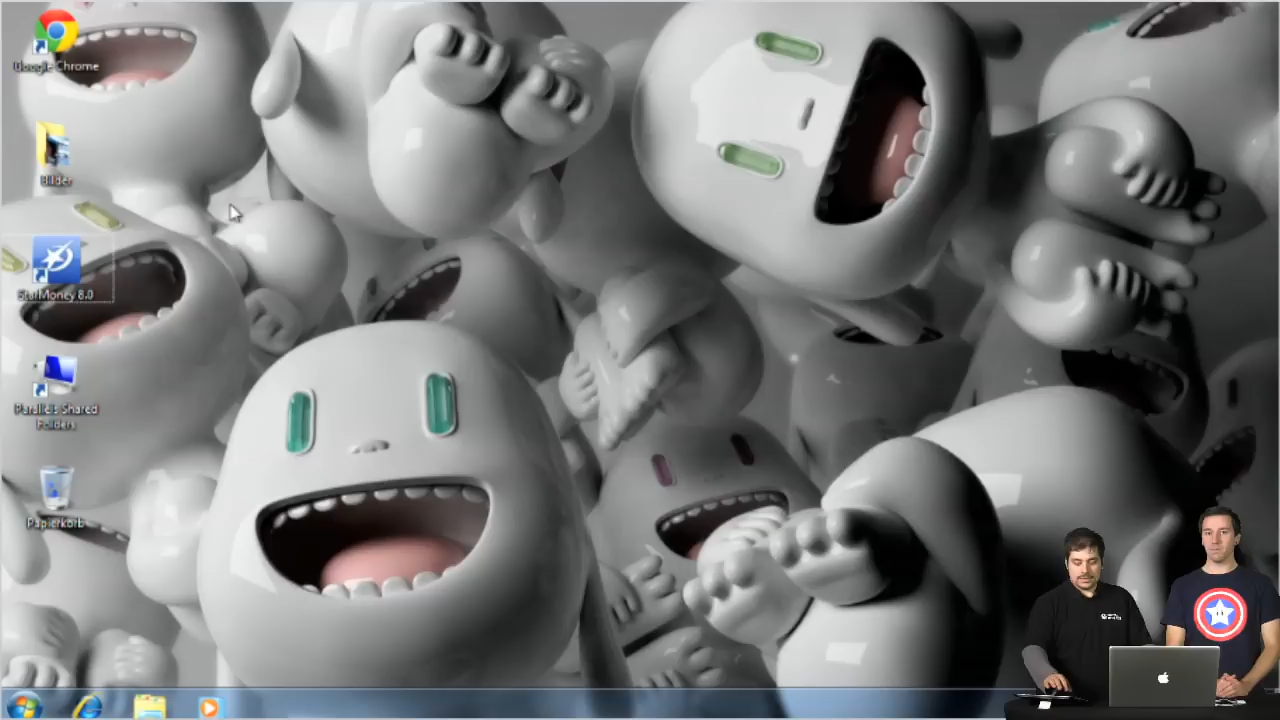 Google Chrome
Bilder
StarMoney 8.0
Parallels Shared
Folders
Papierkorb